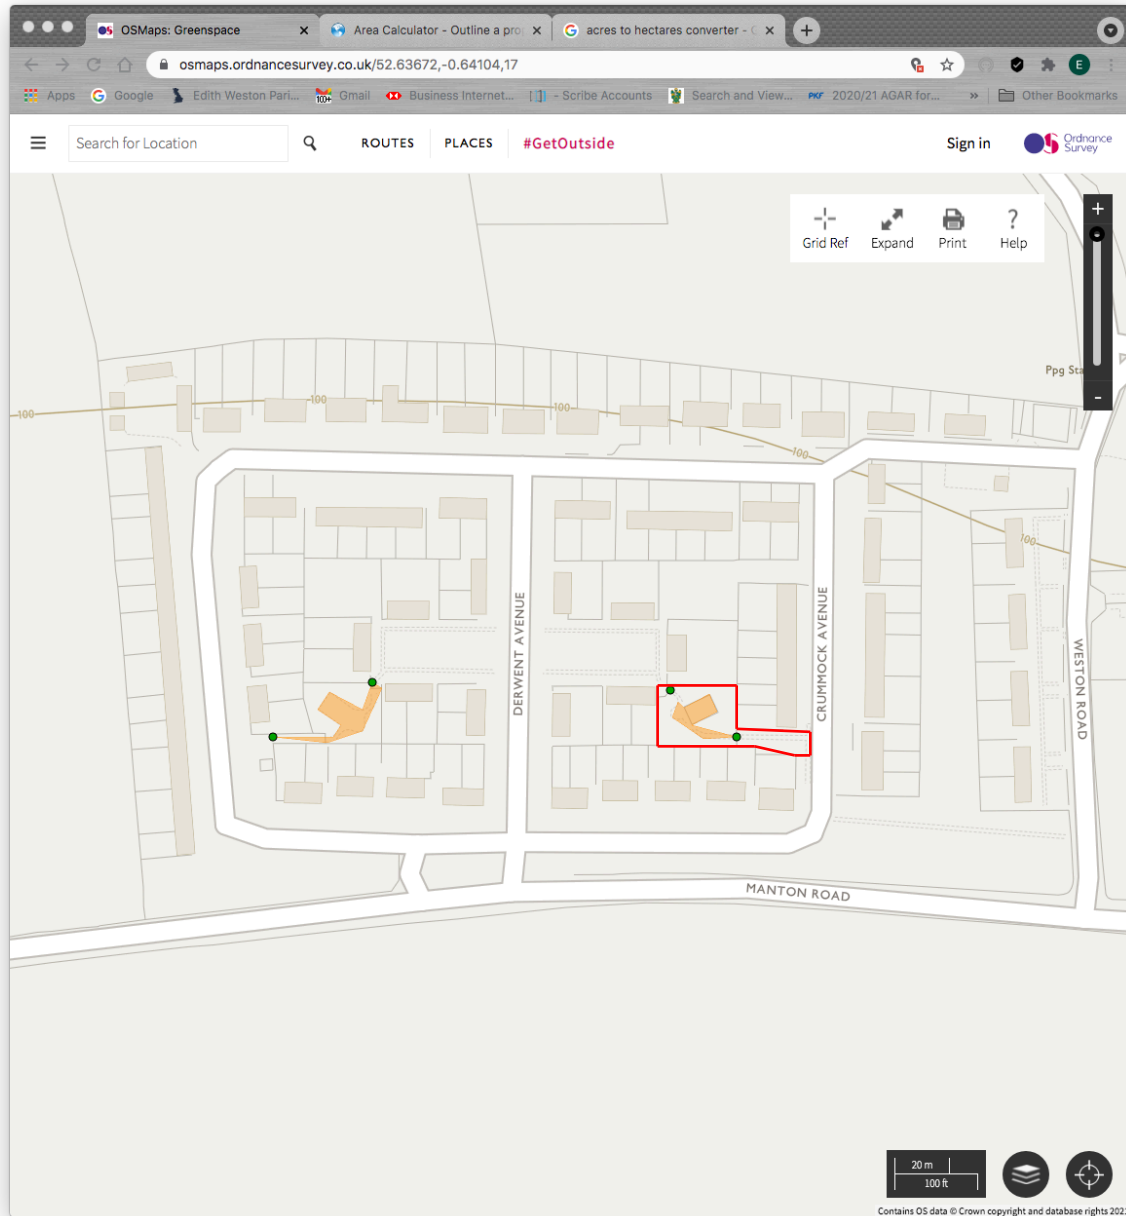 OSMaps: Greenspace
Area Calculator - Outline a pro
acres to hectares converter -
osmaps.ordnancesurvey.co.uk/52.63672,-0.64104,17
E
Apps
Google
Edith Weston Pari...
Gmail
Business Internet...
- Scribe Accounts
Search and View...
PKF
2020/21 AGAR for...
»
Other Bookmarks
Search for Location
ROUTES
PLACES
#GetOutside
Sign in
Ordnance
Survey
Grid Ref
Expand
Print
?
Help
+
-
Ppg Sta
100
100
100
100
100
DERWENT AVENUE
CRUMMOCK AVENUE
WESTON ROAD
MANTON ROAD
20 m
100 ft
Contains OS data © Crown copyright and database rights 202